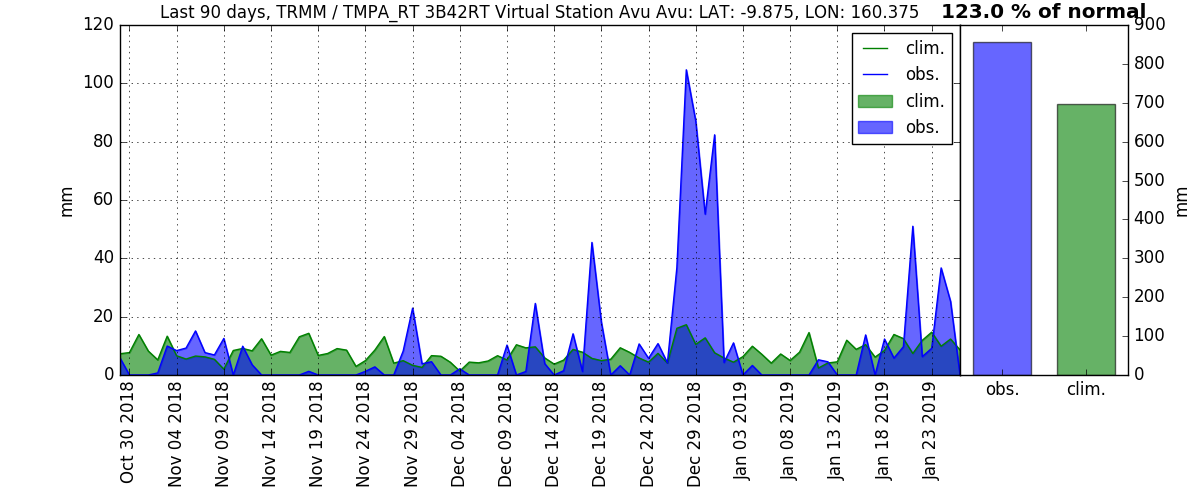 Last 90 days, TRMM / TMPA_RT 3B42RT Virtual Station Avu Avu: LAT: -9.875, LON: 160.375
123.0 % of normal
120
100
80
60
40
20
0
mm
clim.
obs.
clim.
obs.
900
800
700
600
500
400
300
200
100
0
mm
Oct 30 2018
Nov 04 2018
Nov 09 2018
Nov 14 2018
Nov 19 2018
Nov 24 2018
Nov 29 2018
Dec 04 2018
Dec 09 2018
Dec 14 2018
Dec 19 2018
Dec 24 2018
Dec 29 2018
Jan 03 2019
Jan 08 2019
Jan 13 2019
Jan 18 2019
Jan 23 2019
obs.
clim.